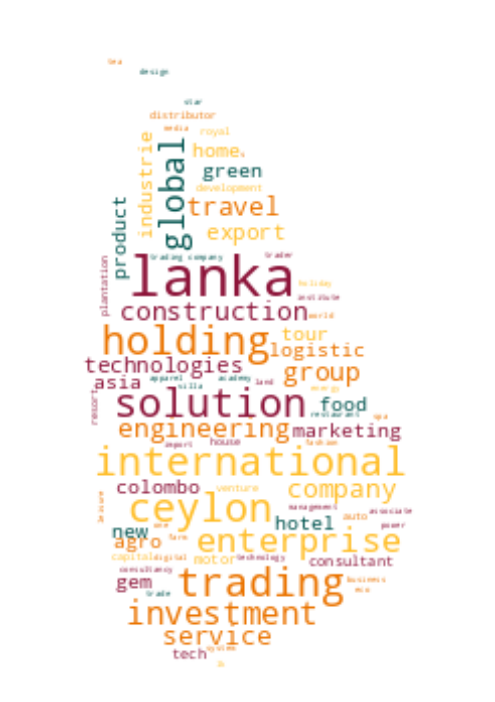 tea
design
star
distributor
media royal
industrie
global
home
green
development
product
travel
export
trading company
trader
plantation
lanka
holiday
institute
construction
world
holding
tour
logistic
technologies
group
asia
apparel
academy
land
villa
energy
resort
solution
food
restaurant
spa
engineering
marketing
import
house
fashion
international
colombo
venture
company
leisure
ceylon
management
associate
hotel
auto
power
new
one
agro
farm
enterprise
capital
digital
motor
technology
consultant
consultancy
gem
trading
business
eco
trade
investment
service
tech
system